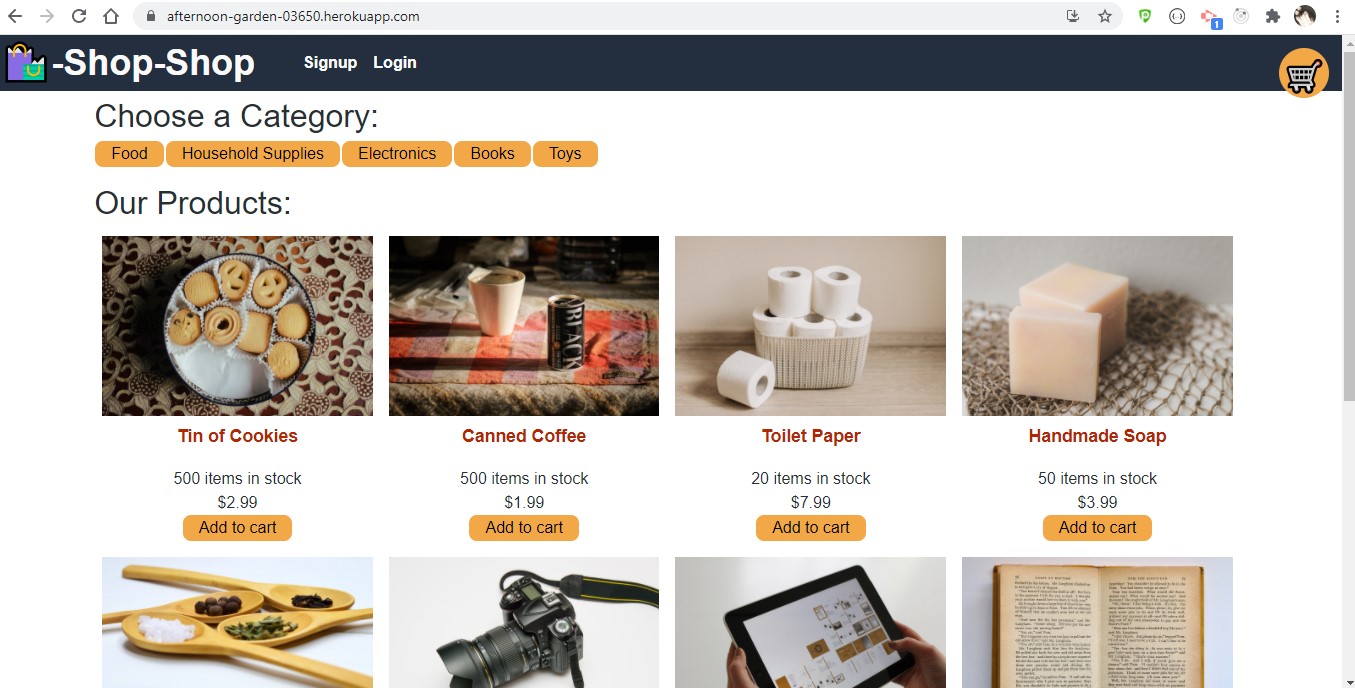 afternoon-garden-03650.herokuapp.com
1
-Shop-Shop
Signup Login
Choose a Category:
Food Household Supplies Electronics Books Toys
Our Products:
BLACK
Tin of Cookies
500 items in stock
$2.99
Add to cart
Canned Coffee
500 items in stock
$1.99
Add to cart
Toilet Paper
20 items in stock
$7.99
Add to cart
Handmade Soap
50 items in stock
$3.99
Add to cart